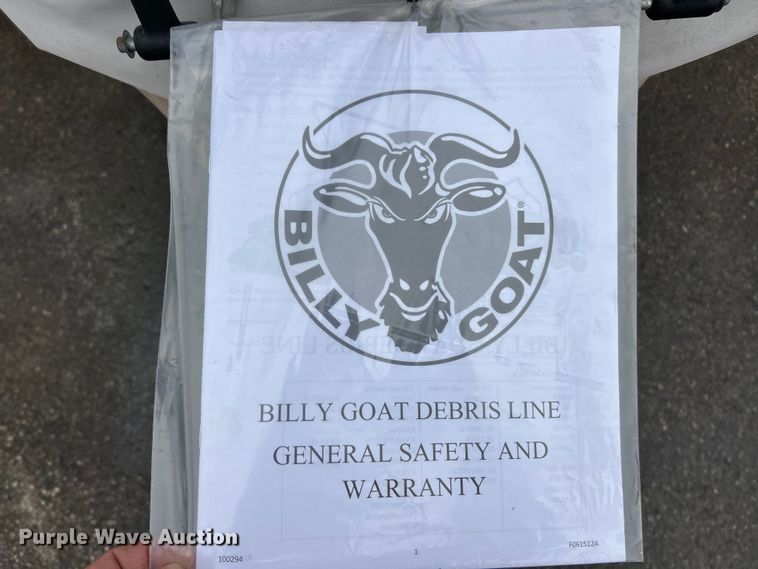 BILLY GOAT®
BILLY GOAT DEBRIS LINE
GENERAL SAFETY AND
WARRANTY
100294
1
F061512A
Purple Wave Auction